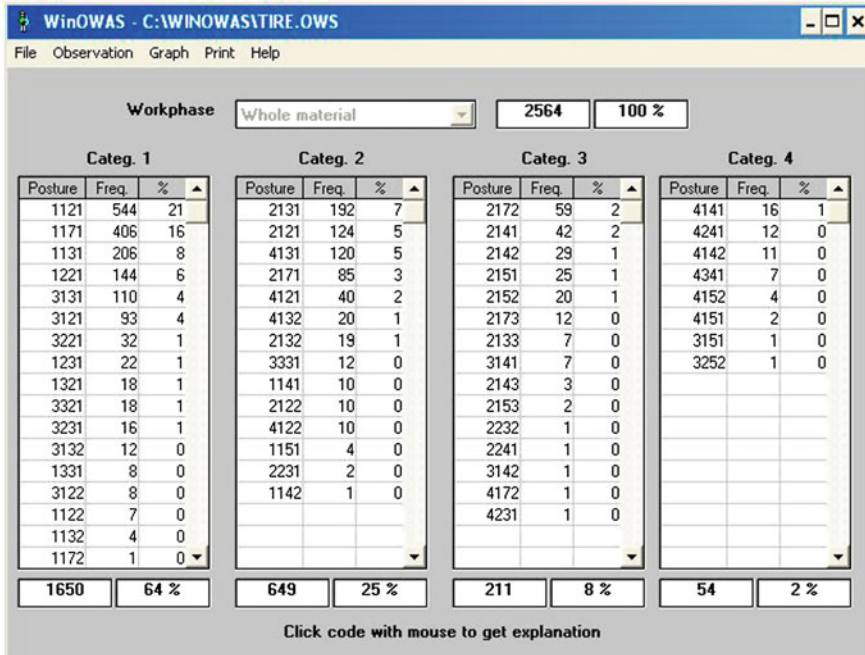 WinOWAS - C:\WINOWAS\TIRE.OWS
File Observation Graph Print Help
Workphase Whole material 2564 100 %
Categ. 1 Categ. 2 Categ. 3 Categ. 4
Posture Freq. % Posture Freq. % Posture Freq. % Posture Freq. %
1121 544 21 2131 192 7 2172 59 2 4141 16 1
1171 406 16 2121 124 5 2141 42 2 4241 12 0
1131 206 8 4131 120 5 2142 29 1 4142 11 0
1221 144 6 2171 85 3 2151 25 1 4341 7 0
3131 110 4 4121 40 2 2152 20 1 4152 4 0
3121 93 4 4132 20 1 2173 12 0 4151 2 0
3221 32 1 2132 19 1 2133 7 0 3151 1 0
1231 22 1 3331 12 0 3141 7 0 3252 1 0
1321 18 1 1141 10 0 2143 3 0
3321 18 1 2122 10 0 2153 2 0
3231 16 1 4122 10 0 2232 1 0
3132 12 0 1151 4 0 2241 1 0
1331 8 0 2231 2 0 3142 1 0
3122 8 0 1142 1 0 4172 1 0
1122 7 0 4231 1 0
1132 4 0
1172 1 0
1650 64 % 649 25 % 211 8 % 54 2 %
Click code with mouse to get explanation